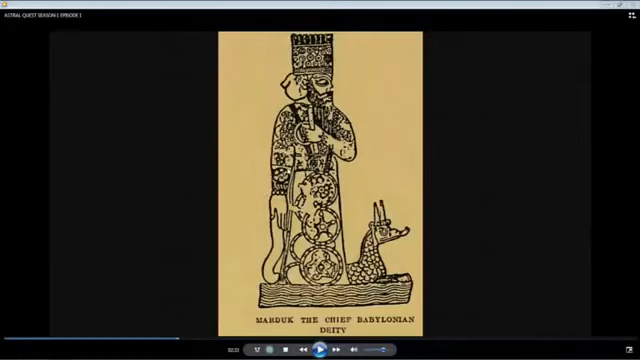 ASTRAL QUEST SEASON 1 EPISODE 1
MARDUK THE CHIEF BABYLONIAN
DEITY